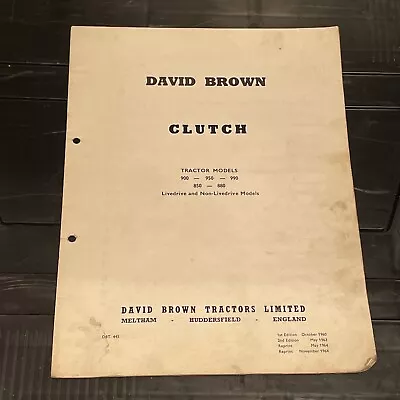 DAVID BROWN
CLUTCH
TRACTOR MODELS
900 — 950 — 990
850 — 880
Livedrive and Non-Livedrive Models
DAVID BROWN TRACTORS LIMITED
MELTHAM - HUDDERSFIELD - ENGLAND
1st Edition October 1960
2nd Edition May 1963
Reprint May 1964
Reprint November 1964